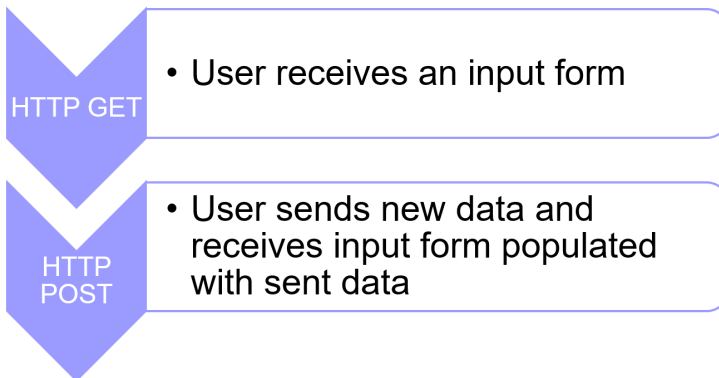 HTTP GET
• User receives an input form
HTTP
POST
• User sends new data and
receives input form populated
with sent data